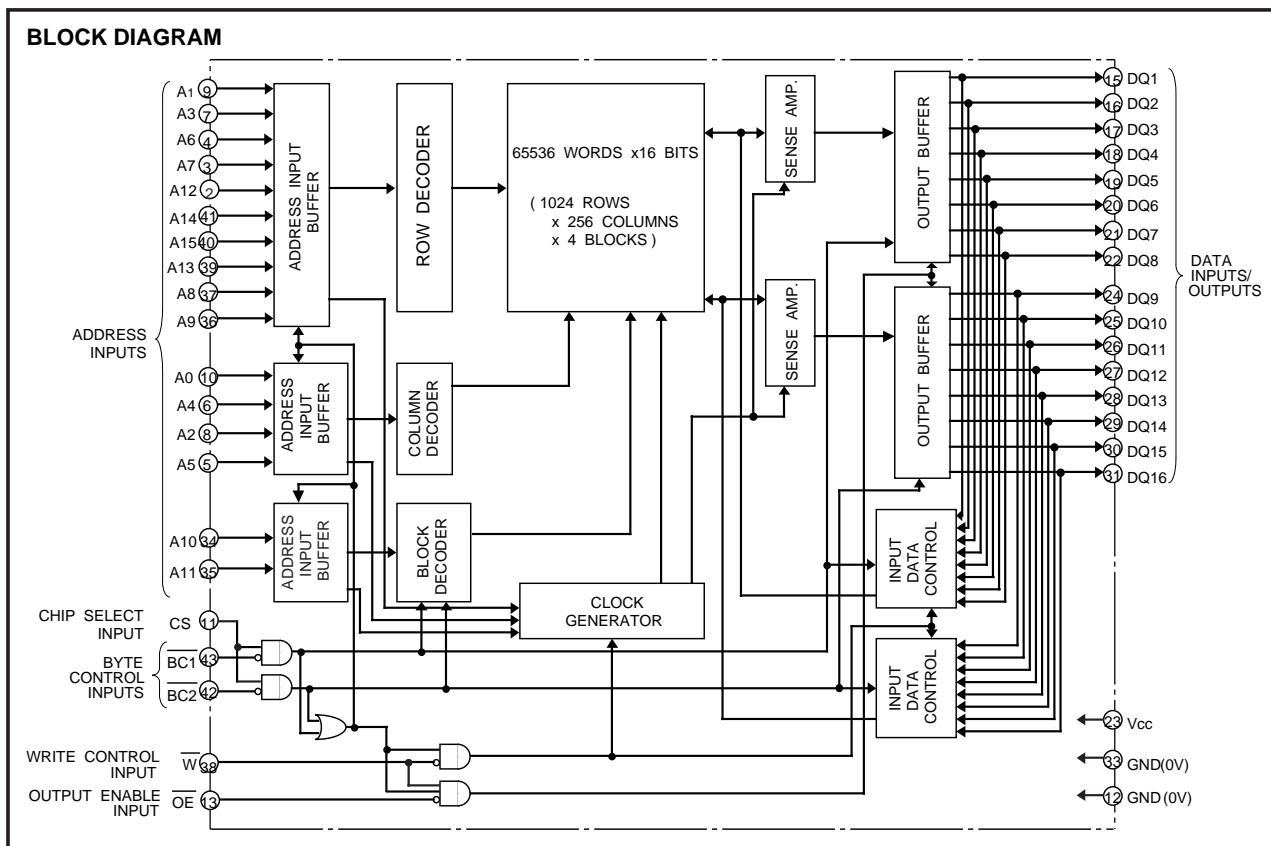 BLOCK DIAGRAM
A1 9
A3 7
A6 4
A7 3
A12 2
A14 41
A15 40
A13 39
A8 37
A9 36
ADDRESS
INPUTS
A0 10
A4 6
A2 8
A5 5
A10 34
A11 35
CHIP SELECT
INPUT
CS 11
BYTE
CONTROL
INPUTS
BC1 43
BC2 42
WRITE CONTROL
INPUT
W 38
OUTPUT ENABLE
INPUT
OE 13
ADDRESS INPUT
BUFFER
ADDRESS
INPUT
BUFFER
ADDRESS
INPUT
BUFFER
ROW DECODER
COLUMN
DECODER
BLOCK
DECODER
65536 WORDS x16 BITS
( 1024 ROWS
x 256 COLUMNS
x 4 BLOCKS )
CLOCK
GENERATOR
SENSE AMP.
SENSE AMP.
OUTPUT BUFFER
OUTPUT BUFFER
INPUT
DATA
CONTROL
INPUT
DATA
CONTROL
15 DQ1
16 DQ2
17 DQ3
18 DQ4
19 DQ5
20 DQ6
21 DQ7
22 DQ8
24 DQ9
25 DQ10
26 DQ11
27 DQ12
28 DQ13
29 DQ14
30 DQ15
31 DQ16
DATA
INPUTS/
OUTPUTS
23 Vcc
33 GND(0V)
12 GND(0V)